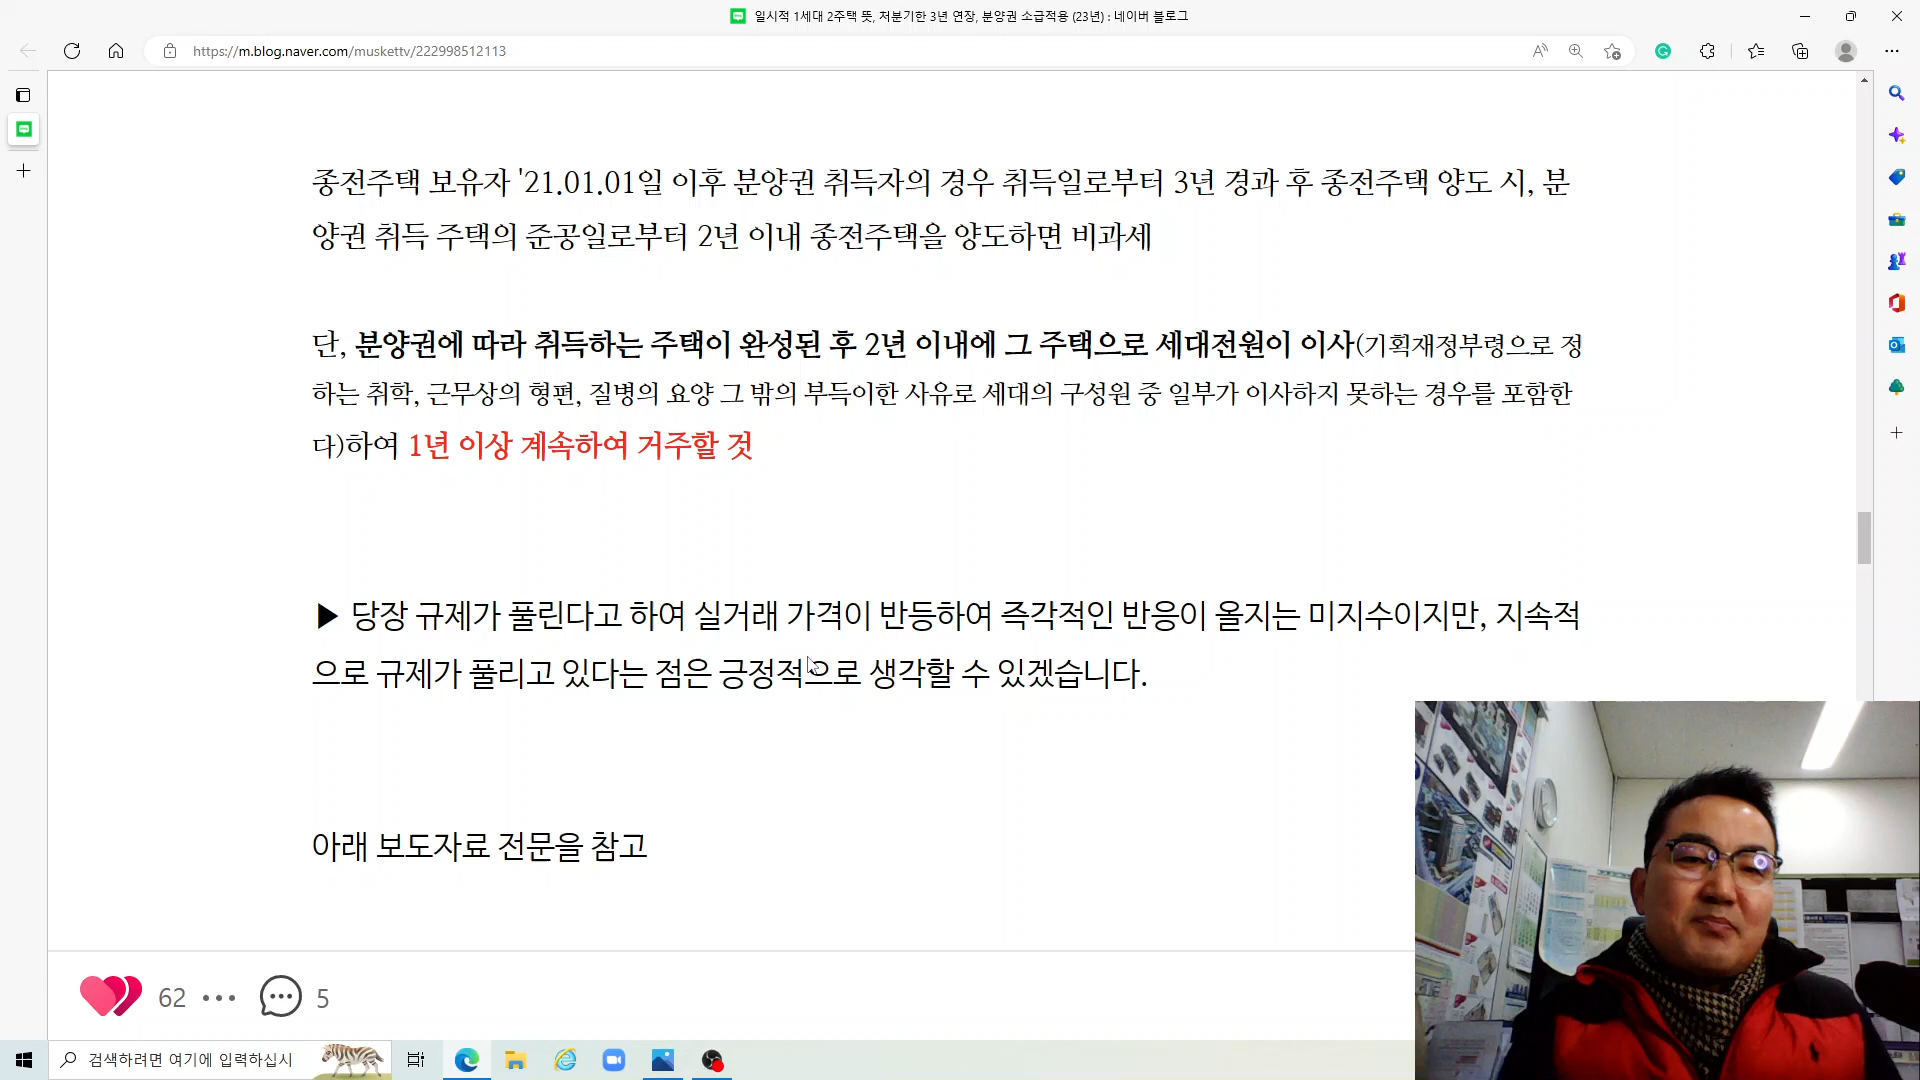 일시적 1세대 2주택 뜻, 처분기한 3년 연장, 분양권 소급적용 (23년) : 네이버 블로그
https://m.blog.naver.com/muskettv/222998512113
종전주택 보유자 '21.01.01일 이후 분양권 취득자의 경우 취득일로부터 3년 경과 후 종전주택 양도 시, 분
양권 취득 주택의 준공일로부터 2년 이내 종전주택을 양도하면 비과세
단, 분양권에 따라 취득하는 주택이 완성된 후 2년 이내에 그 주택으로 세대전원이 이사(기획재정부령으로 정
하는 취학, 근무상의 형편, 질병의 요양 그 밖의 부득이한 사유로 세대의 구성원 중 일부가 이사하지 못하는 경우를 포함한
다)하여 1년 이상 계속하여 거주할 것
▶ 당장 규제가 풀린다고 하여 실거래 가격이 반등하여 즉각적인 반응이 올지는 미지수이지만, 지속적
으로 규제가 풀리고 있다는 점은 긍정적으로 생각할 수 있겠습니다.
아래 보도자료 전문을 참고
62 ••• 5
검색하려면 여기에 입력하십시